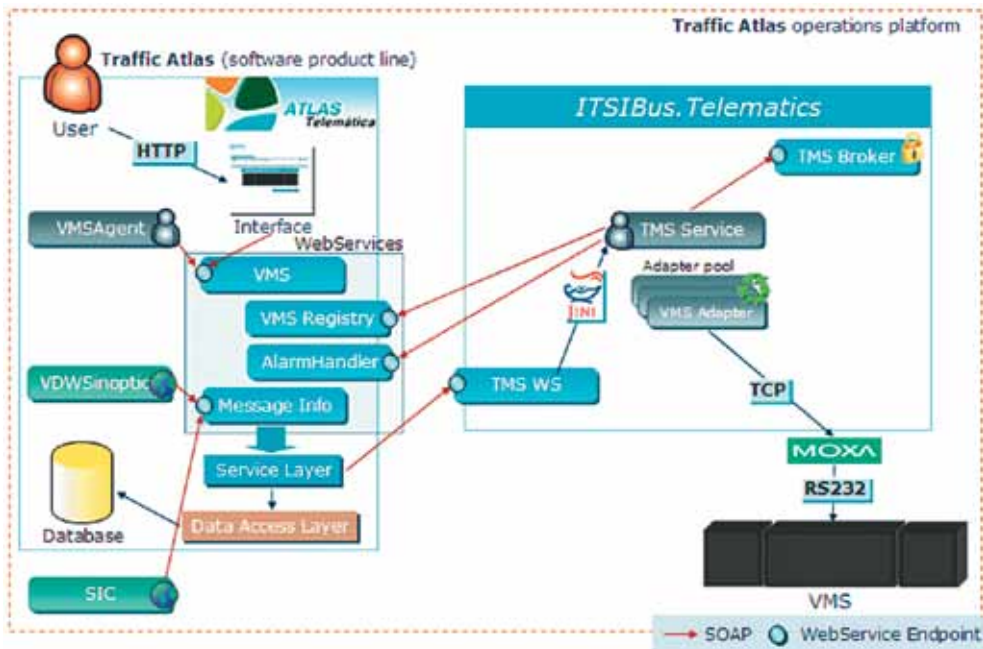 Traffic Atlas operations platform
Traffic Atlas (software product line)
ATLAS
Telemática
User
HTTP
Interface
WebServices
VMSAgent
VMS
VMS Registry
AlarmHandler
VDWSinoptic
Message Info
Service Layer
Database
Data Access Layer
SIC
ITSIBus.Telematics
TMS Broker
TMS Service
Adapter pool
VMS Adapter
JINI
TMS WS
TCP
MOXA
RS232
VMS
SOAP
WebService Endpoint